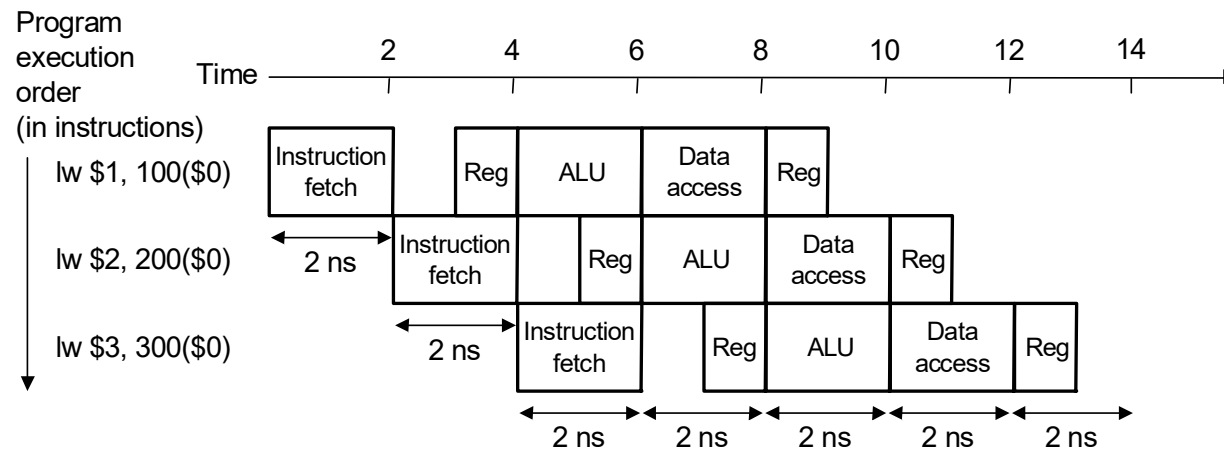 Program
execution
order
(in instructions)
Time
2 4 6 8 10 12 14
lw $1, 100($0)
Instruction
fetch
Reg
ALU
Data
access
Reg
2 ns
lw $2, 200($0)
Instruction
fetch
Reg
ALU
Data
access
Reg
2 ns
lw $3, 300($0)
Instruction
fetch
Reg
ALU
Data
access
Reg
2 ns 2 ns 2 ns 2 ns 2 ns